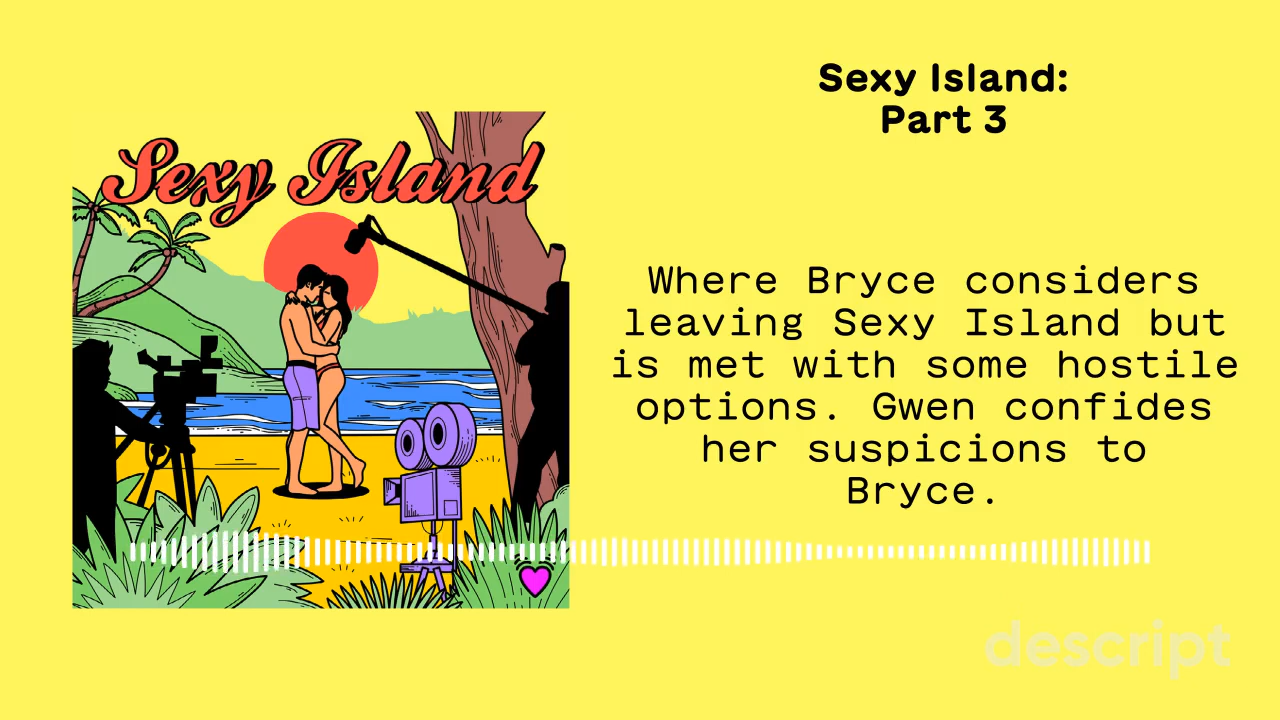 Sexy Island:
Part 3
Sexy Island
Where Bryce considers
leaving Sexy Island but
is met with some hostile
options. Gwen confides
her suspicions to
Bryce.
descript